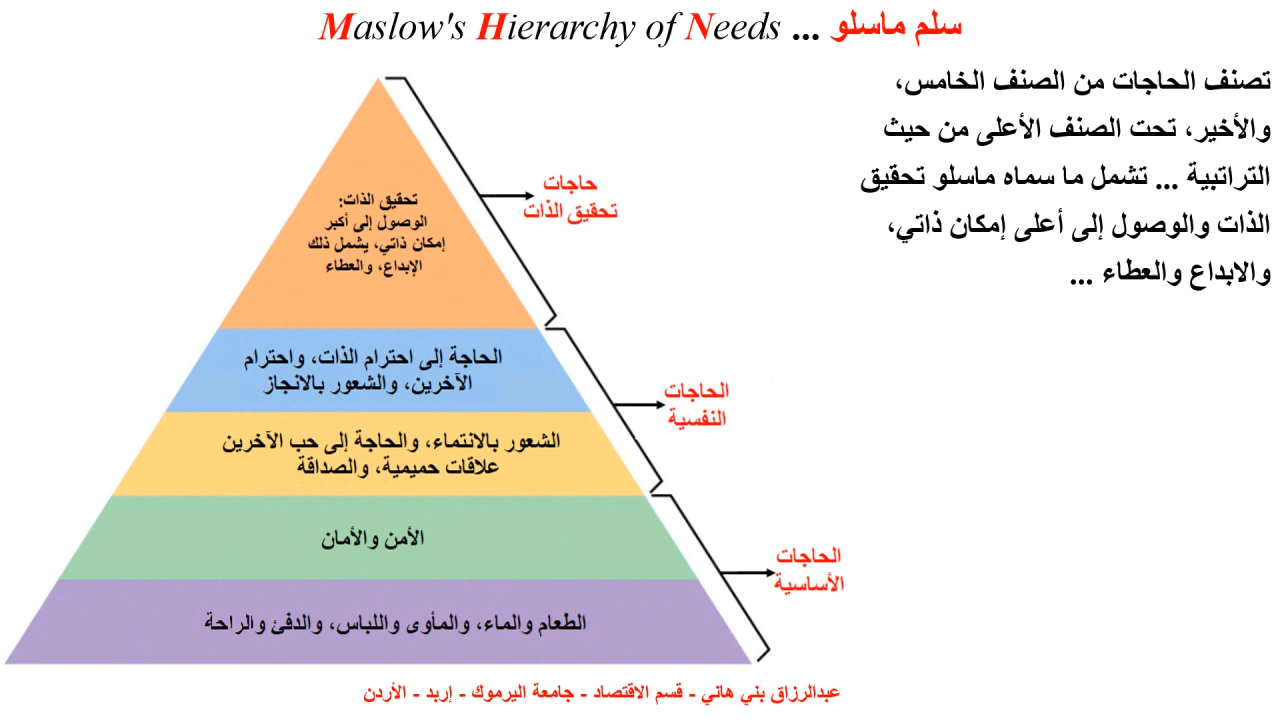 Maslow's Hierarchy of Needs ... سلم ماسلو
تصنف الحاجات من الصنف الخامس،
والأخير، تحت الصنف الأعلى من حيث
التراتبية ... تشمل ما سماه ماسلو تحقيق
الذات والوصول إلى أعلى إمكان ذاتي،
والابداع والعطاء ...
حاجات
تحقيق الذات
تحقيق الذات:
الوصول إلى أكبر
إمكان ذاتي، يشمل ذلك
الإبداع، والعطاء
الحاجات
النفسية
الحاجة إلى احترام الذات، واحترام
الآخرين، والشعور بالانجاز
الشعور بالانتماء، والحاجة إلى حب الآخرين
علاقات حميمية، والصداقة
الحاجات
الأساسية
الأمن والأمان
الطعام والماء، والمأوى واللباس، والدفئ والراحة
عبدالرزاق بني هاني - قسم الاقتصاد - جامعة اليرموك - إربد - الأردن